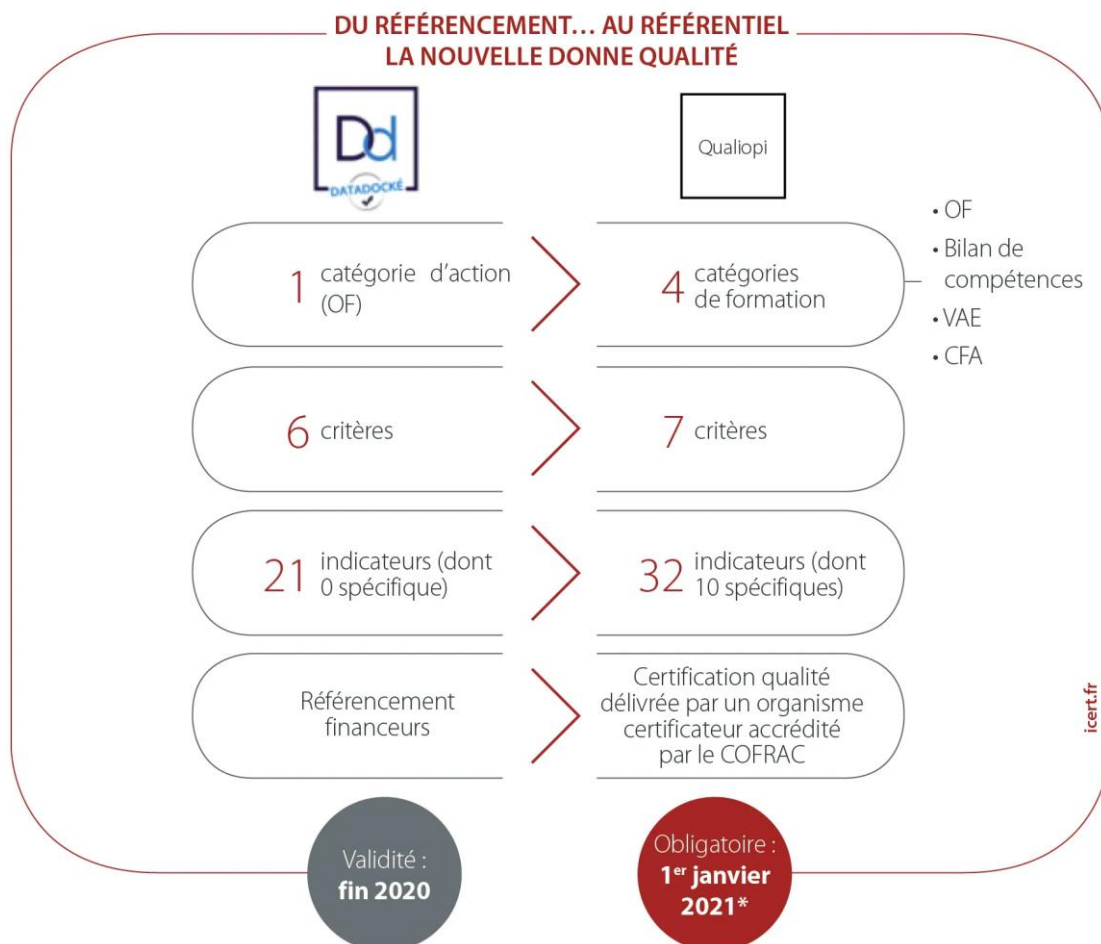 DU RÉFÉRENCEMENT... AU RÉFÉRENTIEL
LA NOUVELLE DONNE QUALITÉ
Dd
DATADOCKÉ
Qualiopi
1 catégorie d'action
(OF)
4 catégories
de formation
• OF
• Bilan de
compétences
• VAE
• CFA
6 critères
7 critères
21 indicateurs (dont
0 spécifique)
32 indicateurs (dont
10 spécifiques)
Référencement
financeurs
Certification qualité
délivrée par un organisme
certificateur accrédité
par le COFRAC
icert.fr
Validité :
fin 2020
Obligatoire :
1er janvier
2021*